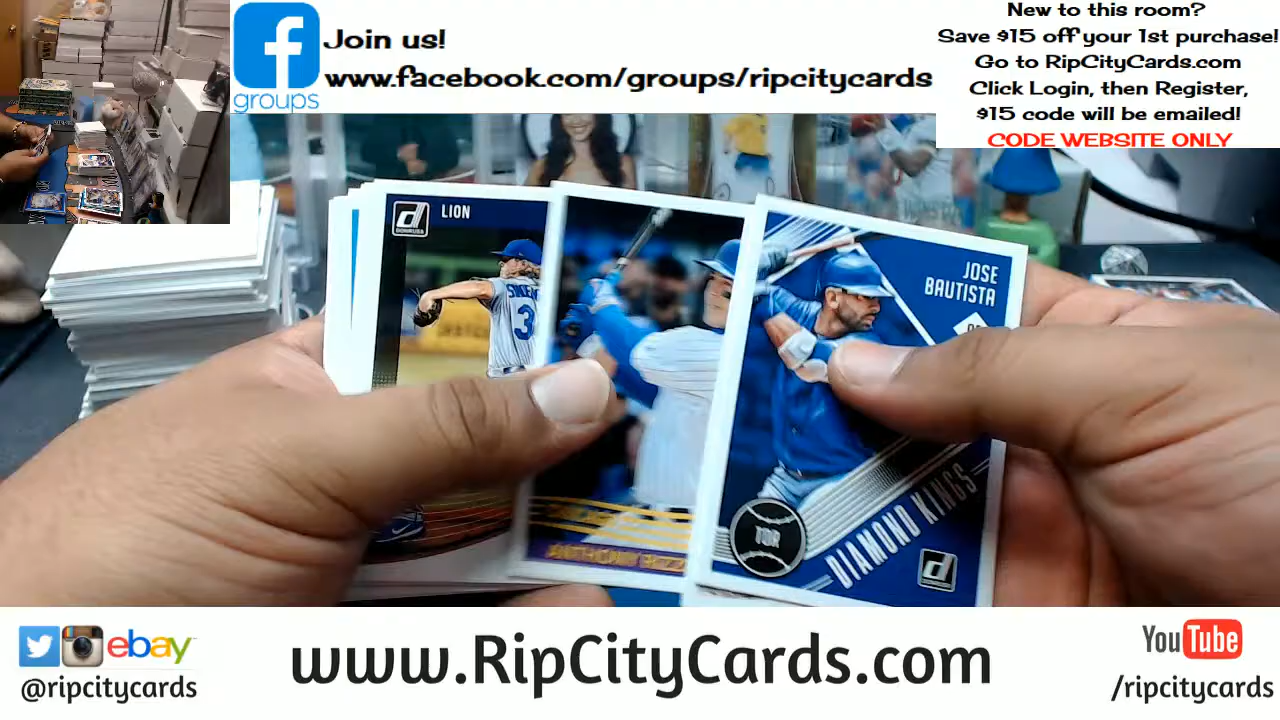 groups
Join us!
www.facebook.com/groups/ripcitycards
New to this room?
Save $15 off your 1st purchase!
Go to RipCityCards.com
Click Login, then Register,
$15 code will be emailed!
CODE WEBSITE ONLY
d
DONRUSS
LION
3
JOSE
BAUTISTA
TOR
DIAMOND KINGS
d
ANTHONY
ebay
@ripcitycards
www.RipCityCards.com
YouTube
/ripcitycards